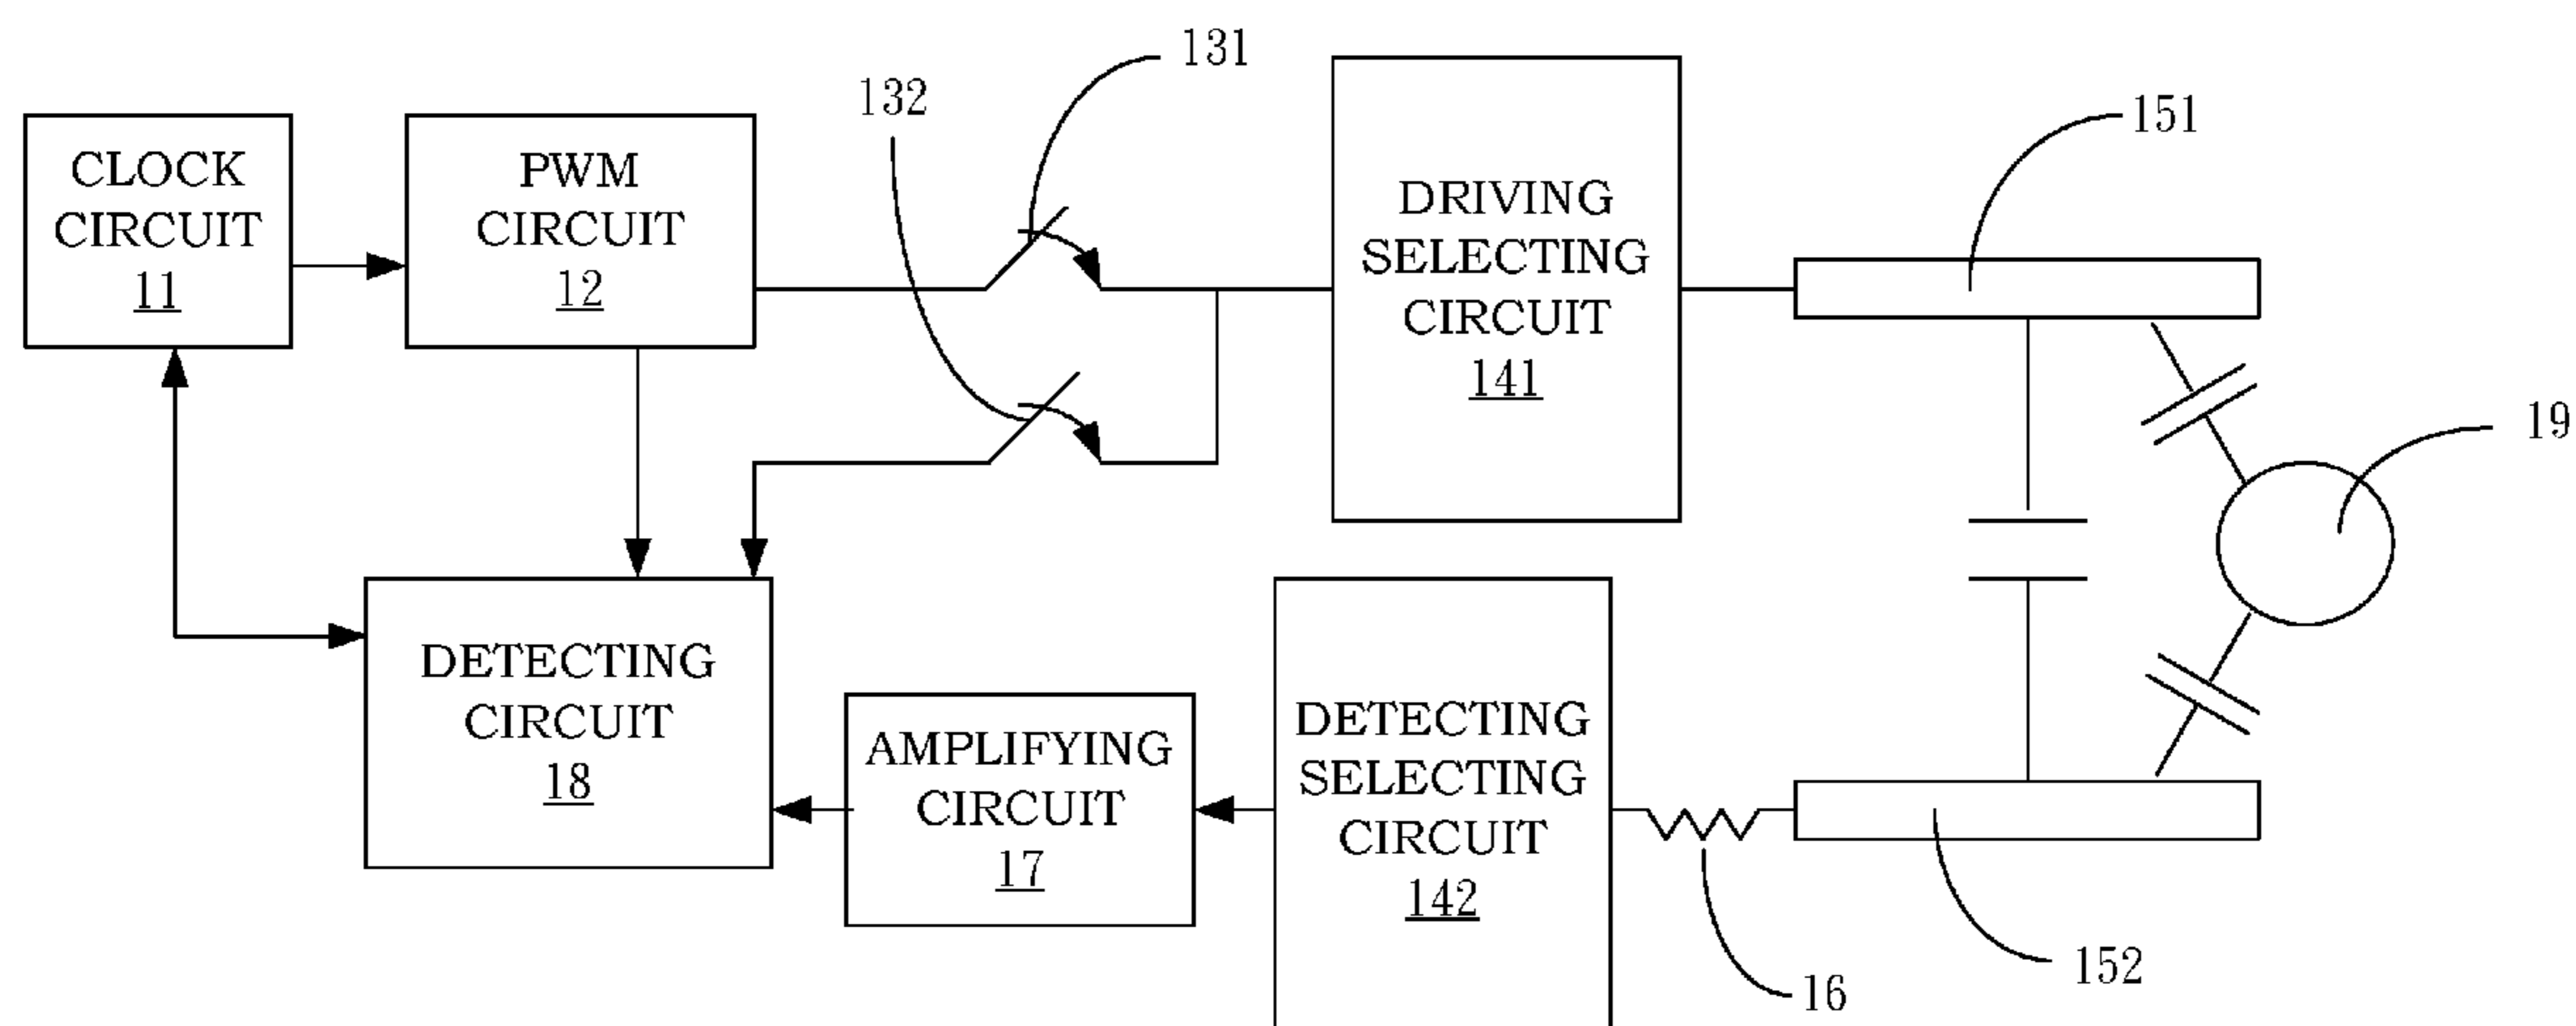 CLOCK
CIRCUIT
11
PWM
CIRCUIT
12
132
131
DRIVING
SELECTING
CIRCUIT
141
151
19
DETECTING
CIRCUIT
18
AMPLIFYING
CIRCUIT
17
DETECTING
SELECTING
CIRCUIT
142
16
152